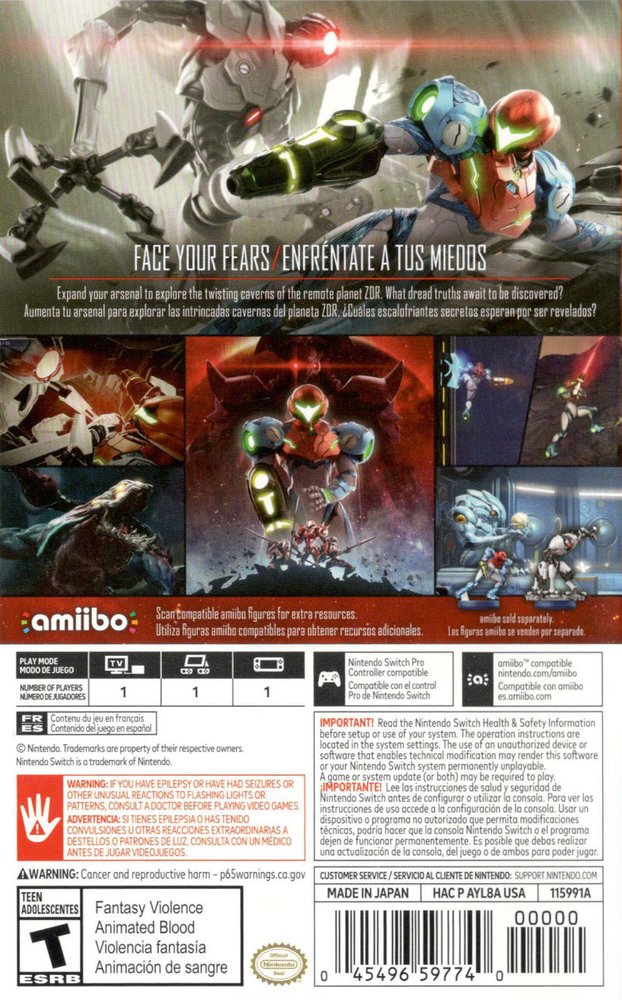 FACE YOUR FEARS/ENFRÉNTATE A TUS MIEDOS
Expand your arsenal to explore the twisting caverns of the remote planet ZDR. What dread truths await to be discovered?
Aumenta tu arsenal para explorar las intrincadas cavernas del planeta ZDR. ¿Cuáles escalofriantes secretos esperan por ser revelados?
amiibo
Scan compatible amiibo figures for extra resources.
Utiliza figuras amiibo compatibles para obtener recursos adicionales.
amiibo sold separately.
Las figuras amiibo se venden por separado.
PLAY MODE
MODO DE JUEGO
TV
NUMBER OF PLAYERS
NÚMERO DE JUGADORES
1
1
1
Nintendo Switch Pro
Controller compatible
Compatible con el control
Pro de Nintendo Switch
amiibo™ compatible
nintendo.com/amiibo
Compatible con amiibo
es.amiibo.com
FR
ES
Contenu du jeu en français
Contenido del juego en español
© Nintendo. Trademarks are property of their respective owners.
Nintendo Switch is a trademark of Nintendo.
WARNING: IF YOU HAVE EPILEPSY OR HAVE HAD SEIZURES OR
OTHER UNUSUAL REACTIONS TO FLASHING LIGHTS OR
PATTERNS, CONSULT A DOCTOR BEFORE PLAYING VIDEO GAMES.
ADVERTENCIA: SI TIENES EPILEPSIA O HAS TENIDO
CONVULSIONES U OTRAS REACCIONES EXTRAORDINARIAS A
DESTELLOS O PATRONES DE LUZ, CONSULTA CON UN MÉDICO
ANTES DE JUGAR VIDEOJUEGOS.
IMPORTANT! Read the Nintendo Switch Health & Safety Information
before setup or use of your system. The operation instructions are
located in the system settings. The use of an unauthorized device or
software that enables technical modification may render this software
or your Nintendo Switch system permanently unplayable.
A game or system update (or both) may be required to play.
¡IMPORTANTE! Lee las instrucciones de salud y seguridad de
Nintendo Switch antes de configurar o utilizar la consola. Para ver las
instrucciones de uso accede a la configuración de la consola. Usar un
dispositivo o programa no autorizado que permita modificaciones
técnicas, podría hacer que la consola Nintendo Switch o el programa
dejen de funcionar permanentemente. Es posible que debas realizar
una actualización de la consola, del juego o de ambos para poder jugar.
WARNING: Cancer and reproductive harm – p65warnings.ca.gov
CUSTOMER SERVICE / SERVICIO AL CLIENTE DE NINTENDO: SUPPORT.NINTENDO.COM
MADE IN JAPAN
HAC P AYL8A USA
115991A
TEEN
ADOLESCENTES
T
ESRB
Fantasy Violence
Animated Blood
Violencia fantasía
Animación de sangre
Official
Nintendo
Seal
00000
0 45496 59774 0